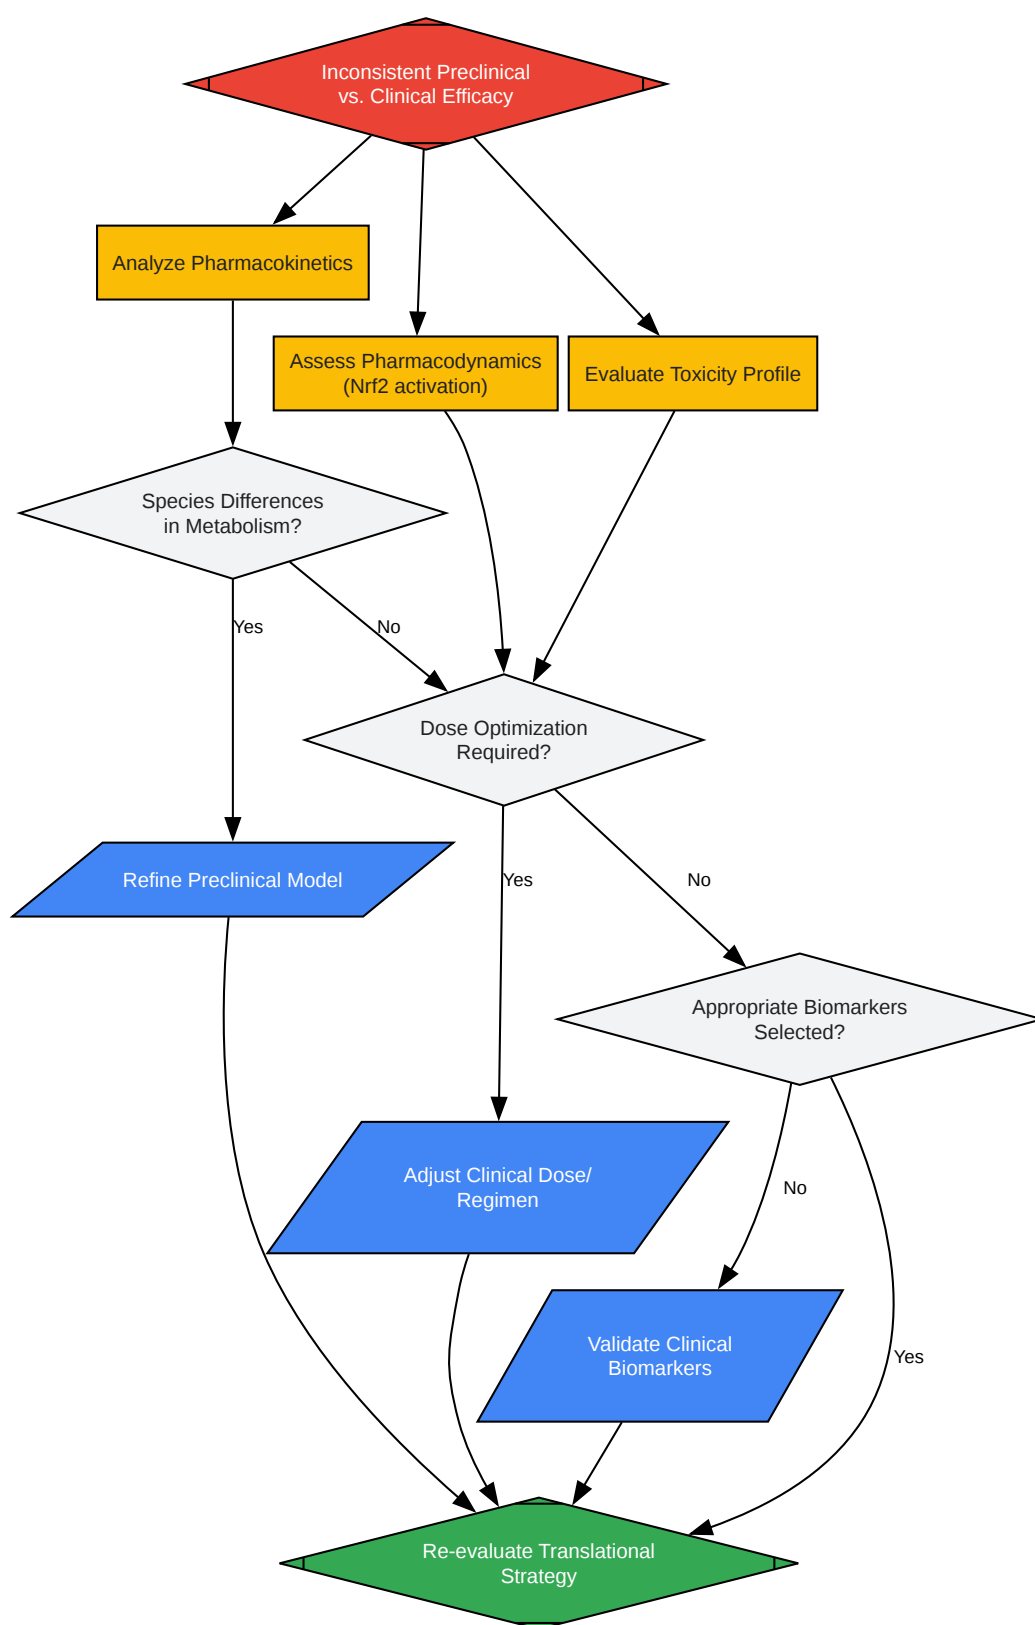 Inconsistent Preclinical
vs. Clinical Efficacy
Analyze Pharmacokinetics
Assess Pharmacodynamics
(Nrf2 activation)
Evaluate Toxicity Profile
Species Differences
in Metabolism?
Yes
No
Dose Optimization
Required?
Refine Preclinical Model
Yes
No
Appropriate Biomarkers
Selected?
Adjust Clinical Dose/
Regimen
No
Validate Clinical
Biomarkers
Yes
Re-evaluate Translational
Strategy